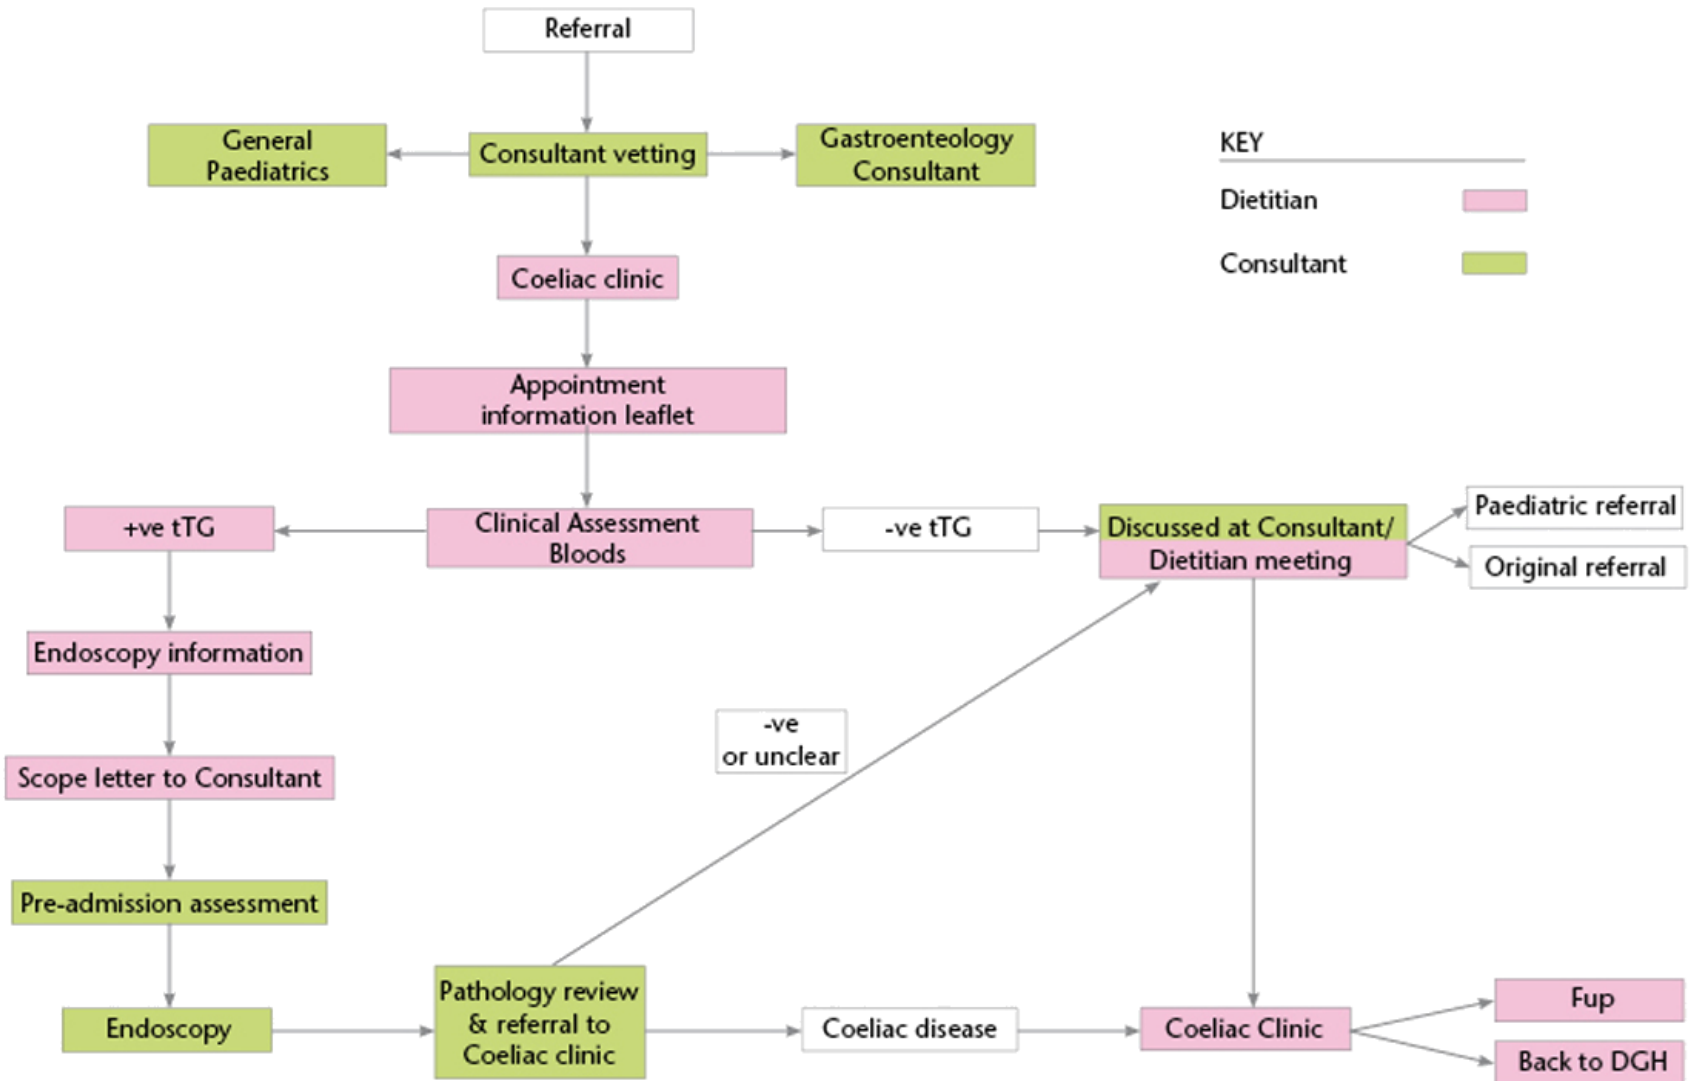 Referral
General
Paediatrics
Consultant vetting
Gastroenteology
Consultant
KEY
Dietitian
Consultant
Coeliac clinic
Appointment
information leaflet
+ve tTG
Clinical Assessment
Bloods
-ve tTG
Discussed at Consultant/
Dietitian meeting
Paediatric referral
Original referral
Endoscopy information
-ve
or unclear
Scope letter to Consultant
Pre-admission assessment
Endoscopy
Pathology review
& referral to
Coeliac clinic
Coeliac disease
Coeliac Clinic
Fup
Back to DGH